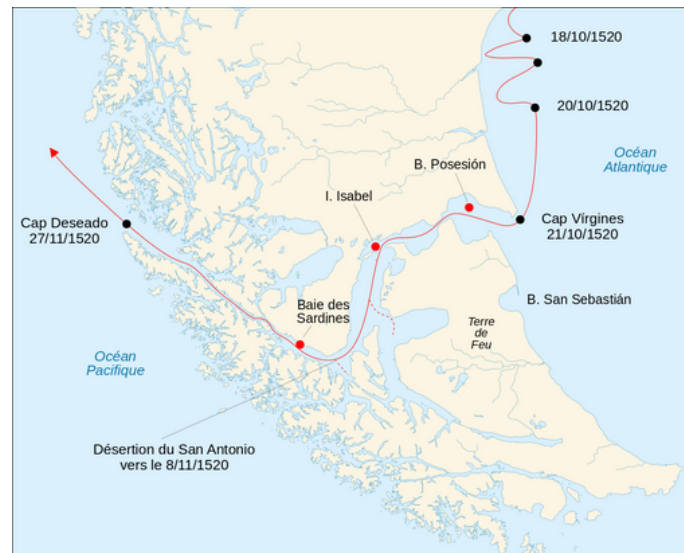 18/10/1520
20/10/1520
Océan
Atlantique
B. Posesión
I. Isabel
Cap Deseado
27/11/1520
Cap Vírgines
21/10/1520
B. San Sebastián
Baie des
Sardines
Terre
de
Feu
Océan
Pacifique
Désertion du San Antonio
vers le 8/11/1520